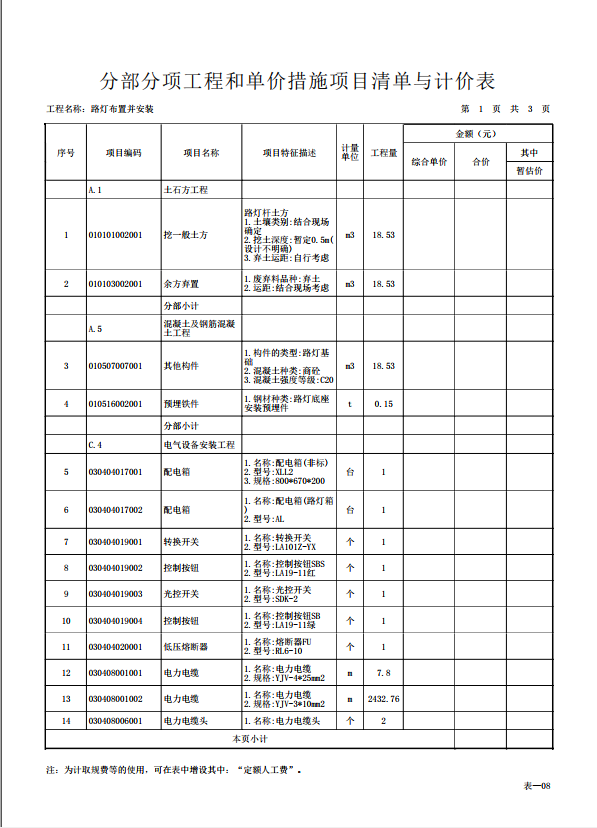 分部分项工程和单价措施项目清单与计价表
工程名称：路灯布置并安装 第 1 页 共 3 页
序号 项目编码 项目名称 项目特征描述 计量单位 工程量 金额（元）
综合单价 合价 其中
暂估价
A.1 土石方工程
1 010101002001 挖一般土方 路灯杆土方
1.土壤类别:结合现场
确定
2.挖土深度:暂定0.5m(
设计不明确)
3.弃土运距:自行考虑 m3 18.53
2 010103002001 余方弃置 1.废弃料品种:弃土
2.运距:结合现场考虑 m3 18.53
分部小计
A.5 混凝土及钢筋混凝
土工程
3 010507007001 其他构件 1.构件的类型:路灯基
础
2.混凝土种类:商砼
3.混凝土强度等级:C20 m3 18.53
4 010516002001 预埋铁件 1.钢材种类:路灯底座
安装预埋件 t 0.15
分部小计
C.4 电气设备安装工程
5 030404017001 配电箱 1.名称:配电箱(非标)
2.型号:XLL2
3.规格:800*670*200 台 1
6 030404017002 配电箱 1.名称:配电箱(路灯箱
)
2.型号:AL 台 1
7 030404019001 转换开关 1.名称:转换开关
2.型号:LA101Z-YX 个 1
8 030404019002 控制按钮 1.名称:控制按钮SBS
2.型号:LA19-11红 个 1
9 030404019003 光控开关 1.名称:光控开关
2.型号:SDK-2 个 1
10 030404019004 控制按钮 1.名称:控制按钮SB
2.型号:LA19-11绿 个 1
11 030404020001 低压熔断器 1.名称:熔断器FU
2.型号:RL6-10 个 1
12 030408001001 电力电缆 1.名称:电力电缆
2.规格:YJV-4*25mm2 m 7.8
13 030408001002 电力电缆 1.名称:电力电缆
2.规格:YJV-3*10mm2 m 2432.76
14 030408006001 电力电缆头 1.名称:电力电缆头 个 2
本页小计
注：为计取规费等的使用，可在表中增设其中：“定额人工费”。
表—08